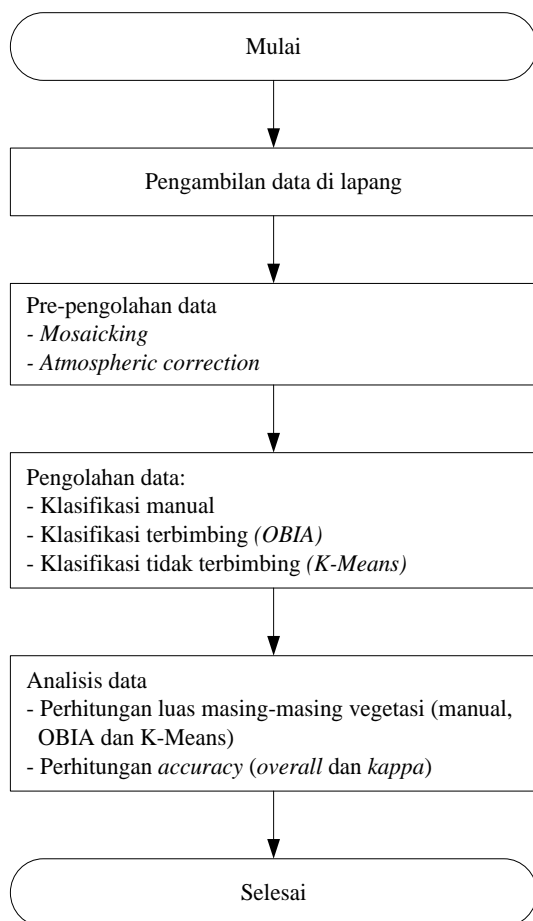 Mulai
Pengambilan data di lapang
Pre-pengolahan data
- Mosaicking
- Atmospheric correction
Pengolahan data:
- Klasifikasi manual
- Klasifikasi terbimbing (OBIA)
- Klasifikasi tidak terbimbing (K-Means)
Analisis data
- Perhitungan luas masing-masing vegetasi (manual,
OBIA dan K-Means)
- Perhitungan accuracy (overall dan kappa)
Selesai